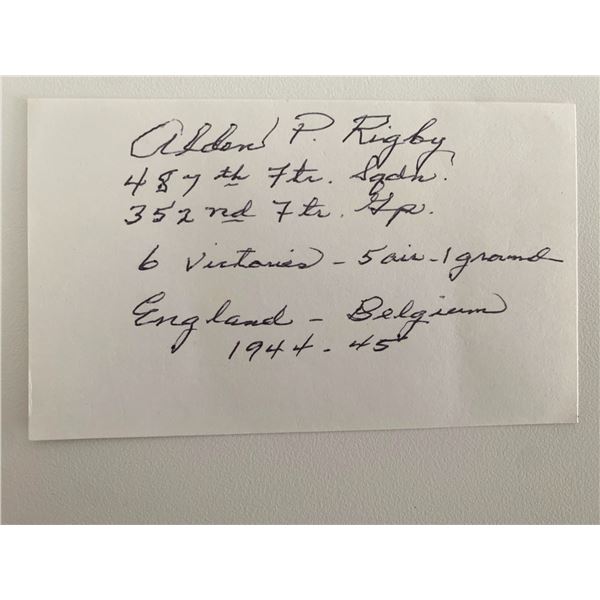 Alden P. Rigby
487th Ftr. Sqdn.
352nd Ftr. Gp.
6 victories - 5 air - 1 ground
England - Belgium
1944 - 45